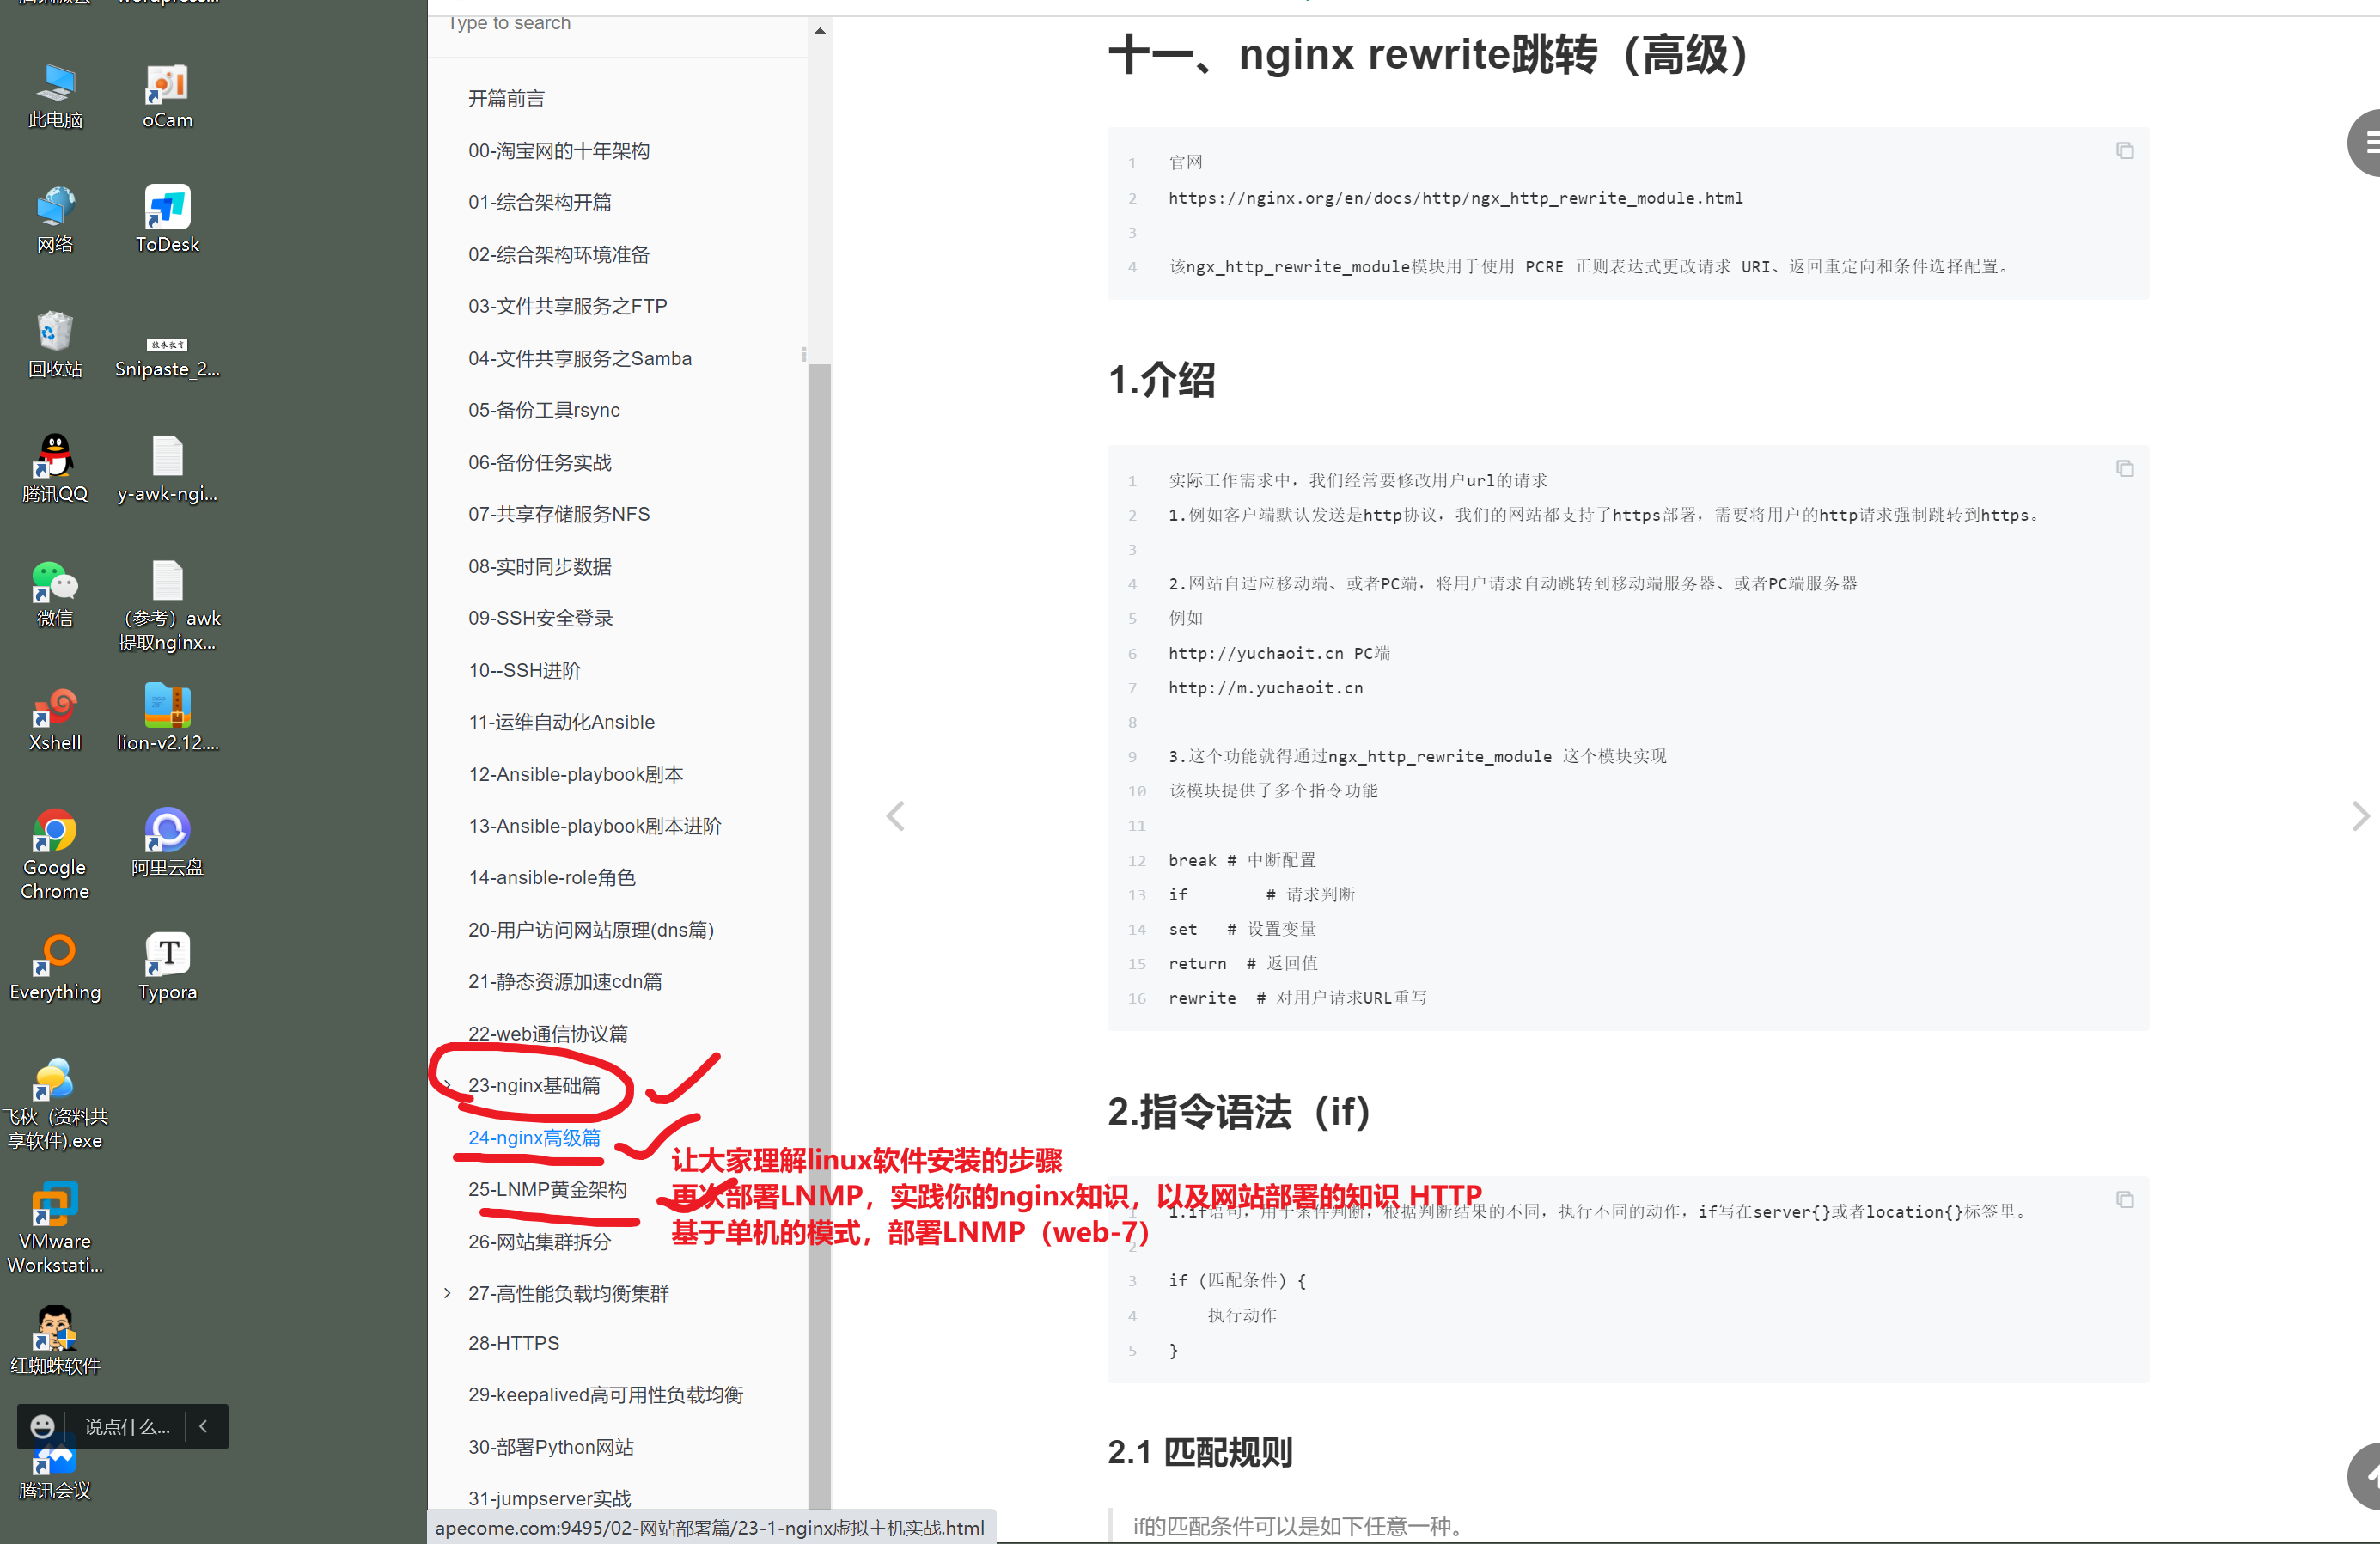 此电脑
oCam
网络
ToDesk
回收站
Snipaste_2...
腾讯QQ
y-awk-ngi...
微信
（参考）awk
提取nginx...
Xshell
lion-v2.12....
Google
Chrome
阿里云盘
Everything
Typora
飞秋（资料共
享软件).exe
VMware
Workstati...
红蜘蛛软件
说点什么...
腾讯会议
Type to search
开篇前言
00-淘宝网的十年架构
01-综合架构开篇
02-综合架构环境准备
03-文件共享服务之FTP
04-文件共享服务之Samba
05-备份工具rsync
06-备份任务实战
07-共享存储服务NFS
08-实时同步数据
09-SSH安全登录
10--SSH进阶
11-运维自动化Ansible
12-Ansible-playbook剧本
13-Ansible-playbook剧本进阶
14-ansible-role角色
20-用户访问网站原理(dns篇)
21-静态资源加速cdn篇
22-web通信协议篇
23-nginx基础篇
24-nginx高级篇
25-LNMP黄金架构
26-网站集群拆分
27-高性能负载均衡集群
28-HTTPS
29-keepalived高可用性负载均衡
30-部署Python网站
31-jumpserver实战
apecome.com:9495/02-网站部署篇/23-1-nginx虚拟主机实战.html
让大家理解linux软件安装的步骤
再次部署LNMP，实践你的nginx知识，以及网站部署的知识 HTTP
基于单机的模式，部署LNMP（web-7）
十一、nginx rewrite跳转（高级）
1 官网
2 https://nginx.org/en/docs/http/ngx_http_rewrite_module.html
3
4 该ngx_http_rewrite_module模块用于使用 PCRE 正则表达式更改请求 URI、返回重定向和条件选择配置。
1.介绍
1 实际工作需求中，我们经常要修改用户url的请求
2 1.例如客户端默认发送是http协议，我们的网站都支持了https部署，需要将用户的http请求强制跳转到https。
3
4 2.网站自适应移动端、或者PC端，将用户请求自动跳转到移动端服务器、或者PC端服务器
5 例如
6 http://yuchaoit.cn PC端
7 http://m.yuchaoit.cn
8
9 3.这个功能就得通过ngx_http_rewrite_module 这个模块实现
10 该模块提供了多个指令功能
11
12 break # 中断配置
13 if # 请求判断
14 set # 设置变量
15 return # 返回值
16 rewrite # 对用户请求URL重写
2.指令语法（if）
1 1.if语句，用于条件判断，根据判断结果的不同，执行不同的动作，if写在server{}或者location{}标签里。
2
3 if (匹配条件) {
4 执行动作
5 }
2.1 匹配规则
if的匹配条件可以是如下任意一种。